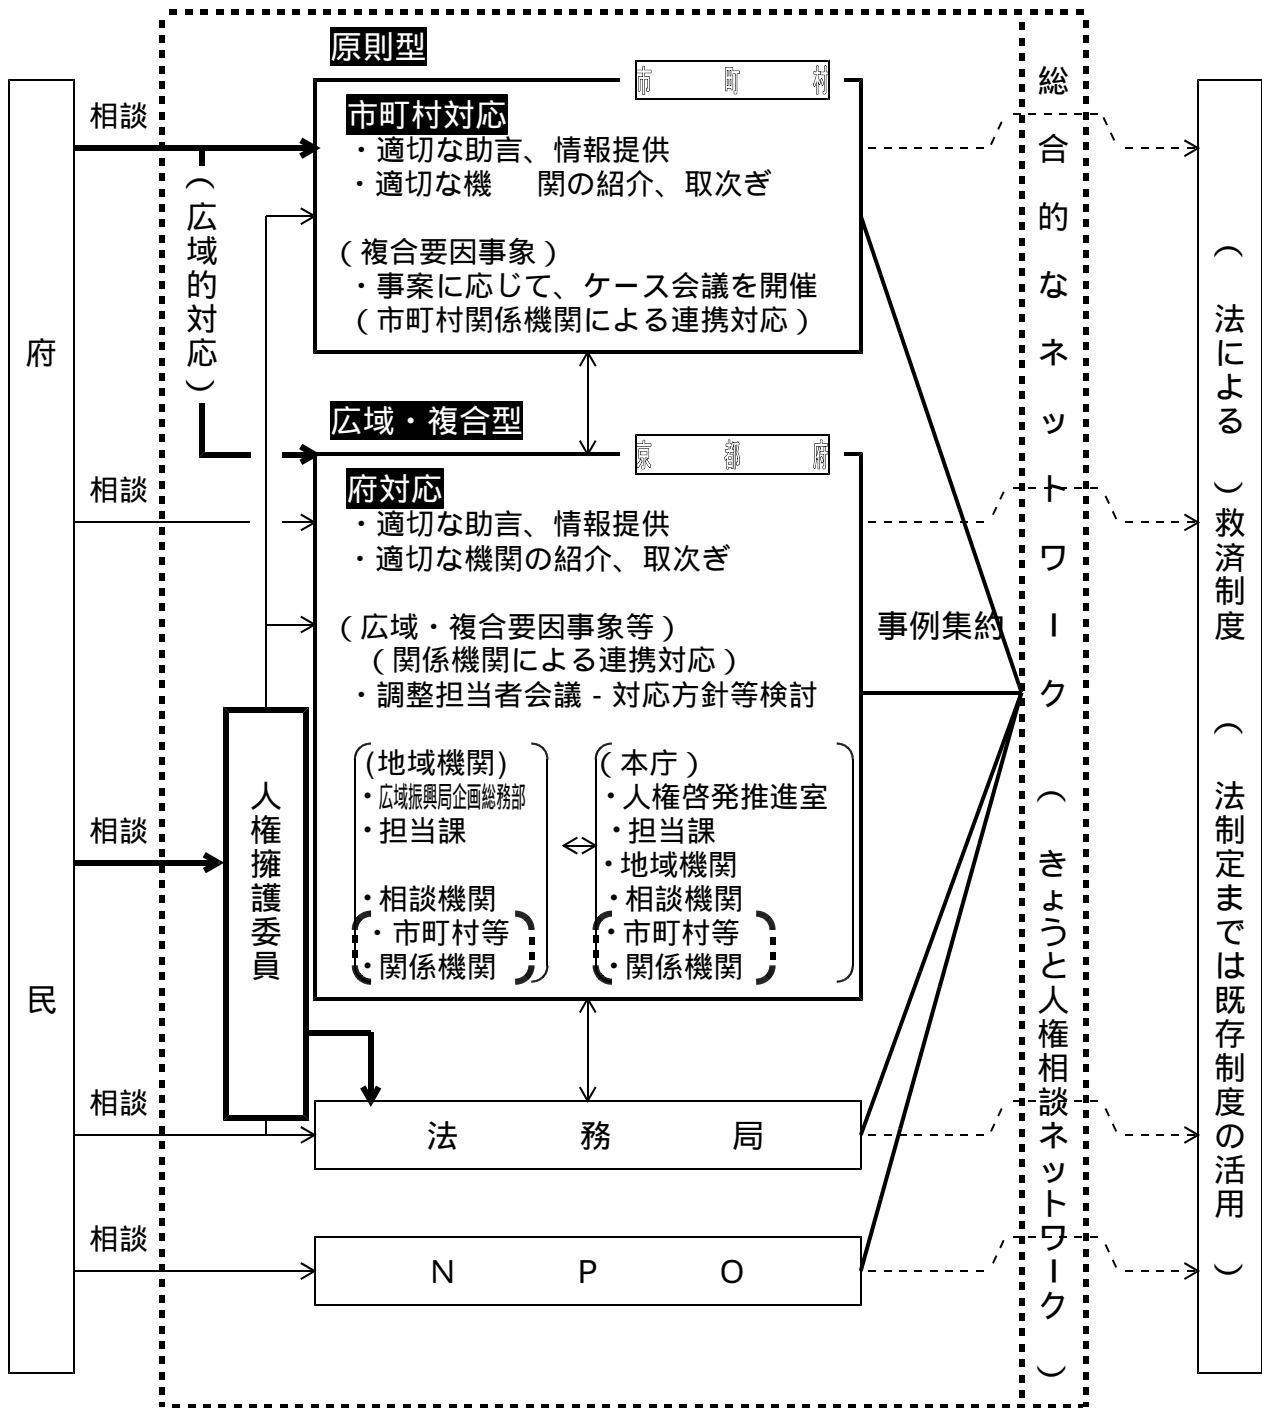 府民
相談
相談
相談
相談
相談
（広域的対応）
人権擁護委員
原則型
市町村
市町村対応
・適切な助言、情報提供
・適切な機　関の紹介、取次ぎ
（複合要因事象）
・事案に応じて、ケース会議を開催
（市町村関係機関による連携対応）
広域・複合型
京都府
府対応
・適切な助言、情報提供
・適切な機関の紹介、取次ぎ
（広域・複合要因事象等）
（関係機関による連携対応）
・調整担当者会議－対応方針等検討
(地域機関)
・広域振興局企画総務部
・担当課
・相談機関
・市町村等
・関係機関
（本庁）
・人権啓発推進室
・担当課
・地域機関
・相談機関
・市町村等
・関係機関
法務局
ＮＰＯ
事例集約
総合的なネットワーク（きょうと人権相談ネットワーク）
（法による）救済制度（法制定までは既存制度の活用）